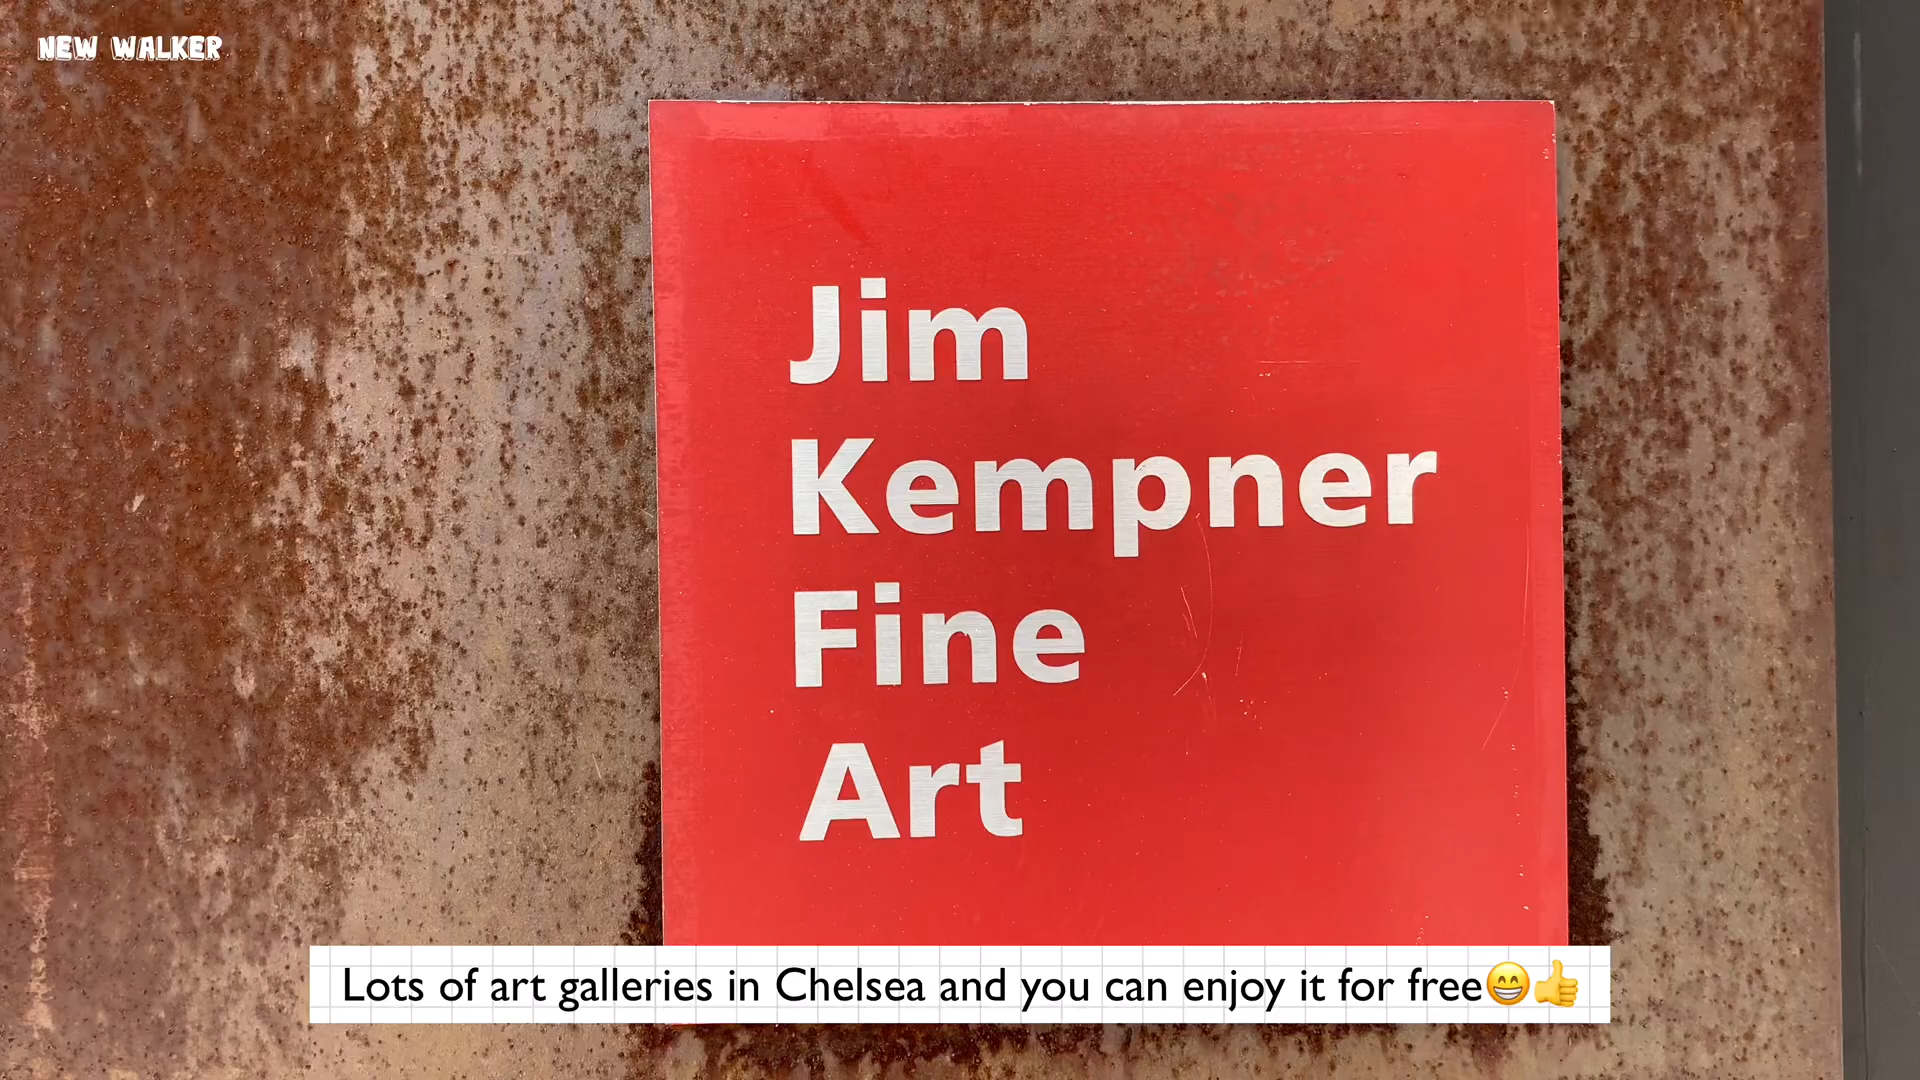 NEW WALKER
Jim
Kempner
Fine
Art
Lots of art galleries in Chelsea and you can enjoy it for free😁👍